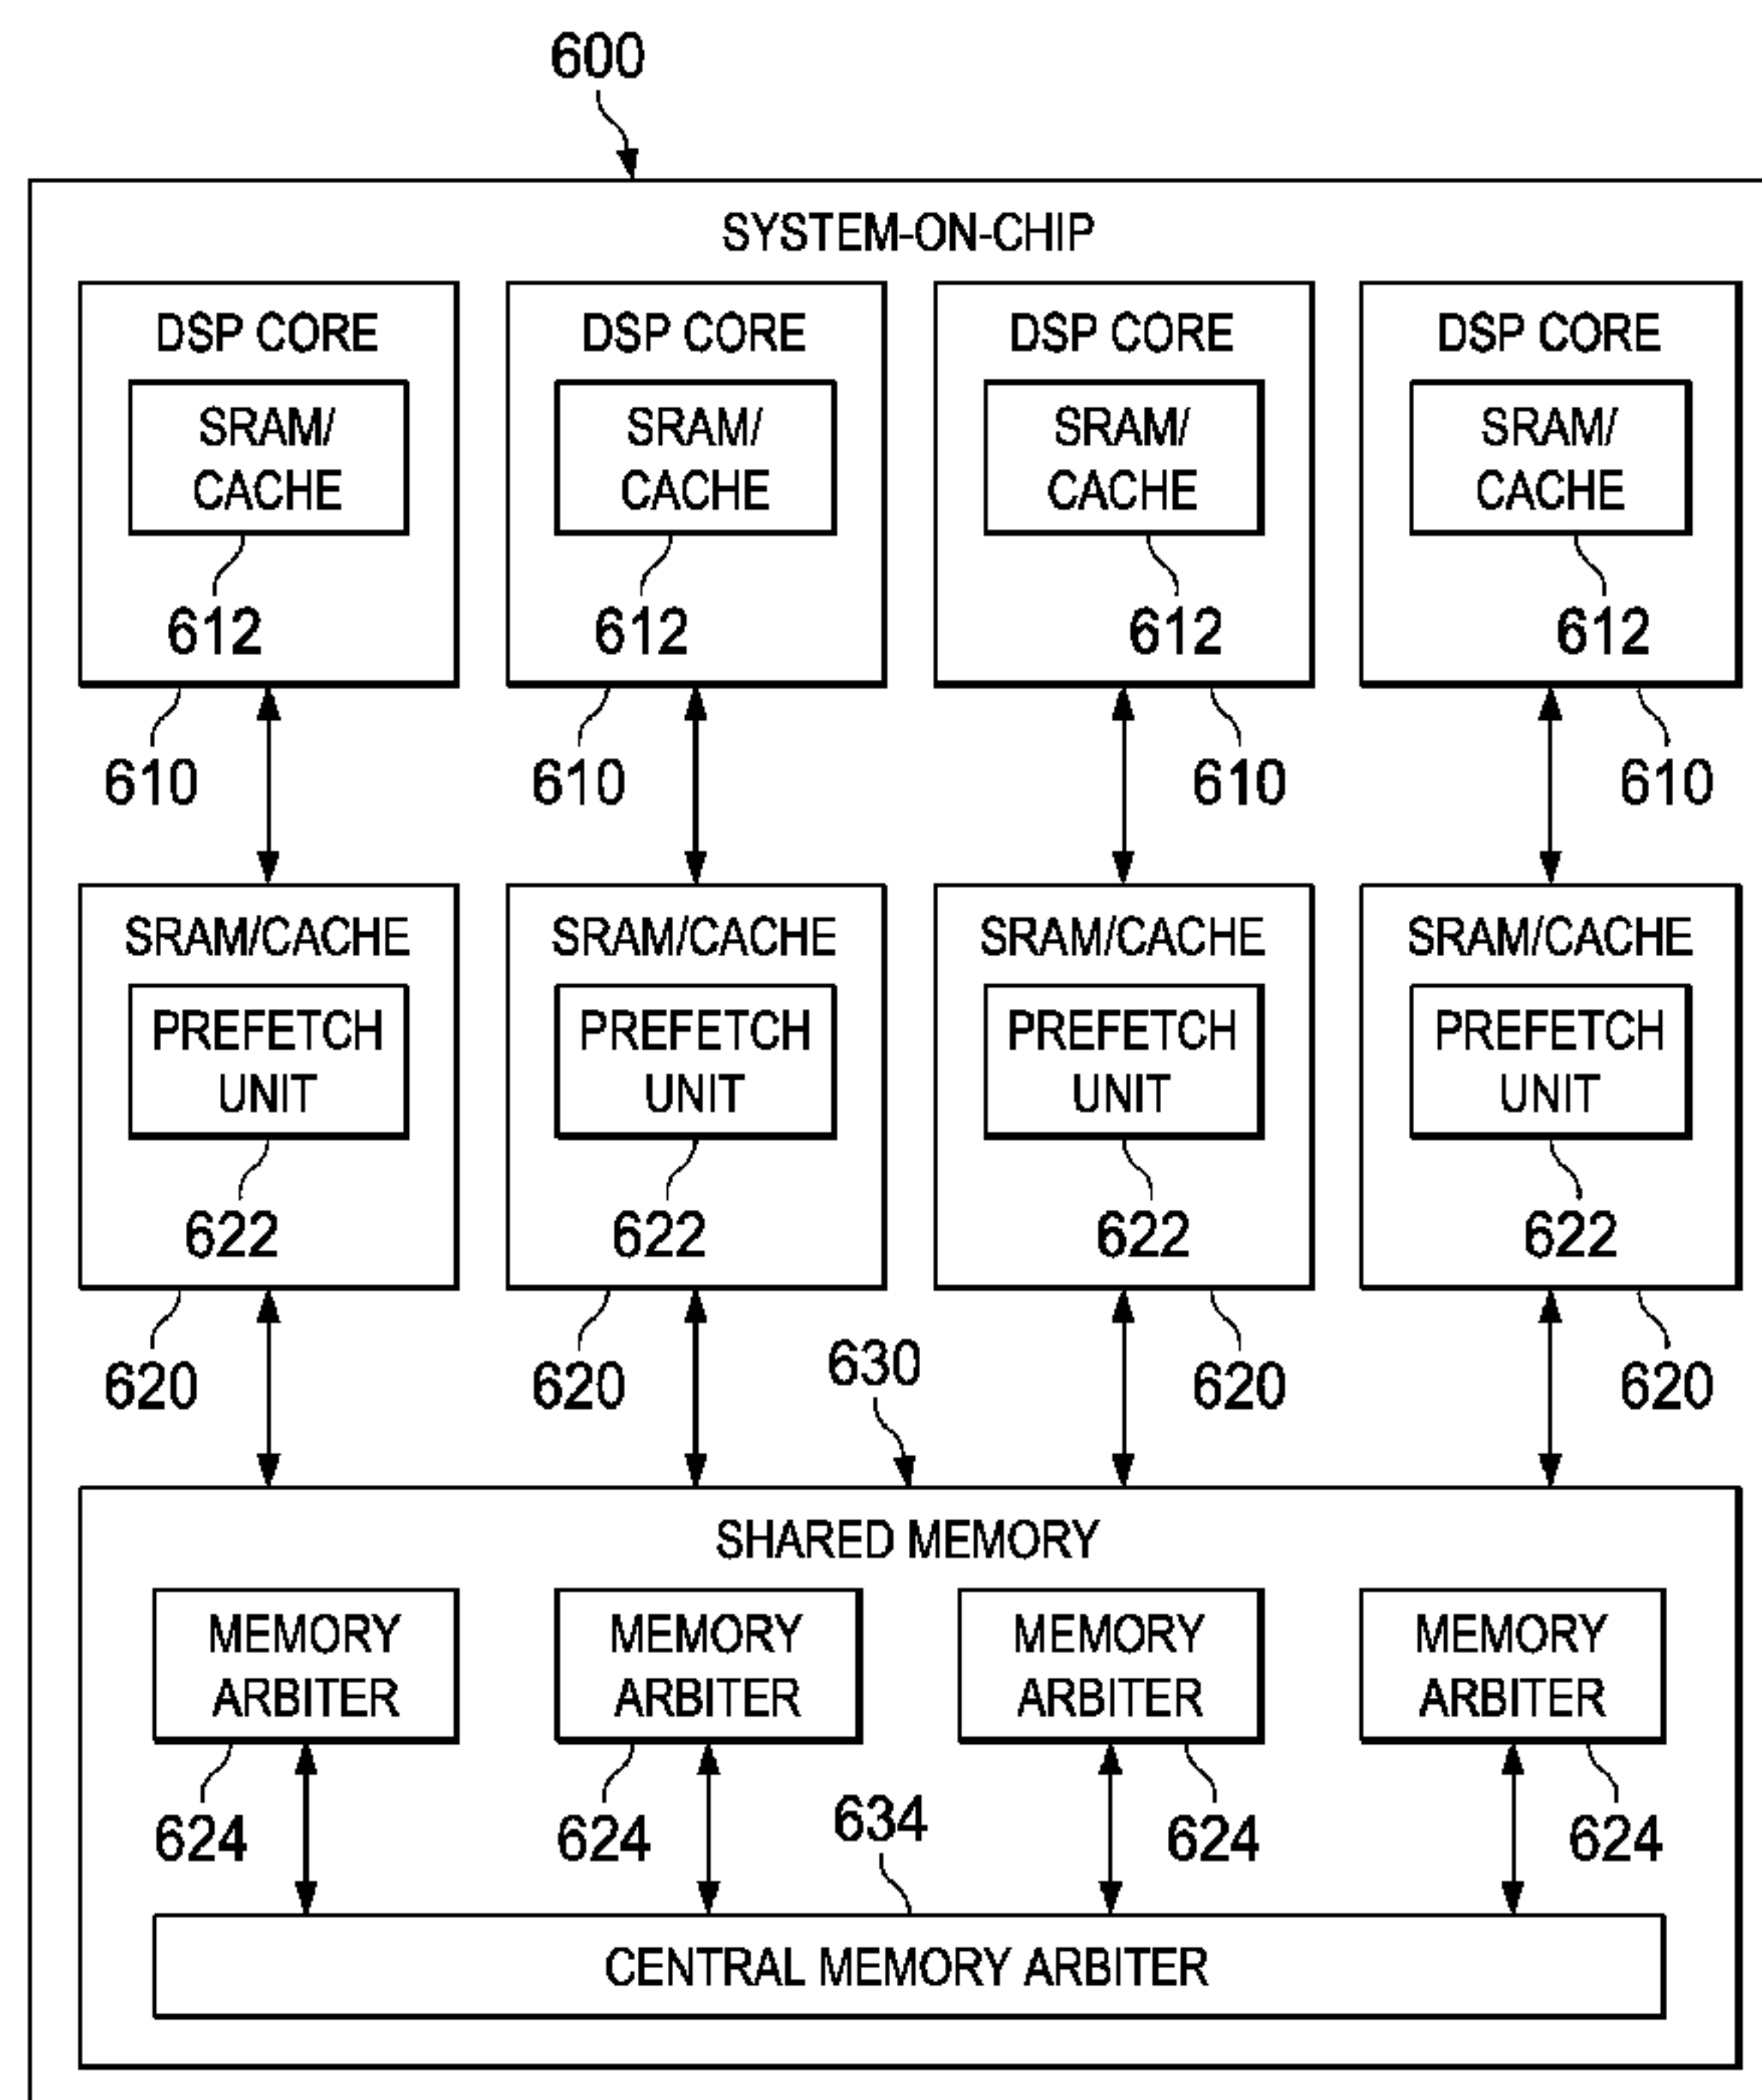 600
SYSTEM-ON-CHIP
DSP CORE
SRAM/
CACHE
612
610
DSP CORE
SRAM/
CACHE
612
610
DSP CORE
SRAM/
CACHE
612
610
DSP CORE
SRAM/
CACHE
612
610
SRAM/CACHE
PREFETCH
UNIT
622
620
SRAM/CACHE
PREFETCH
UNIT
622
620
SRAM/CACHE
PREFETCH
UNIT
622
620
SRAM/CACHE
PREFETCH
UNIT
622
620
630
SHARED MEMORY
MEMORY
ARBITER
624
MEMORY
ARBITER
624
MEMORY
ARBITER
624
MEMORY
ARBITER
624
634
CENTRAL MEMORY ARBITER